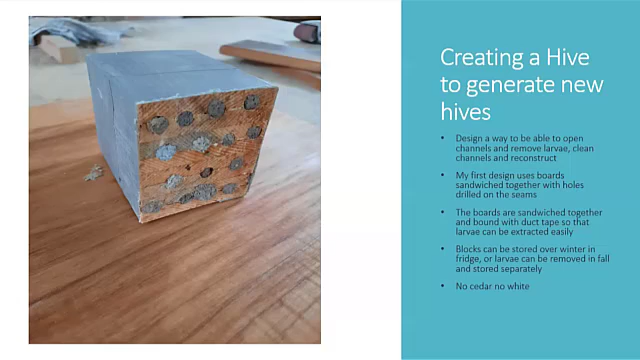 Creating a Hive
to generate new
hives
• Design a way to be able to open
channels and remove larvae, clean
channels and reconstruct
• My first design uses boards
sandwiched together with holes
drilled on the seams
• The boards are sandwiched together
and bound with duct tape so that
larvae can be extracted easily
• Blocks can be stored over winter in
fridge, or larvae can be removed in fall
and stored separately
• No cedar no white